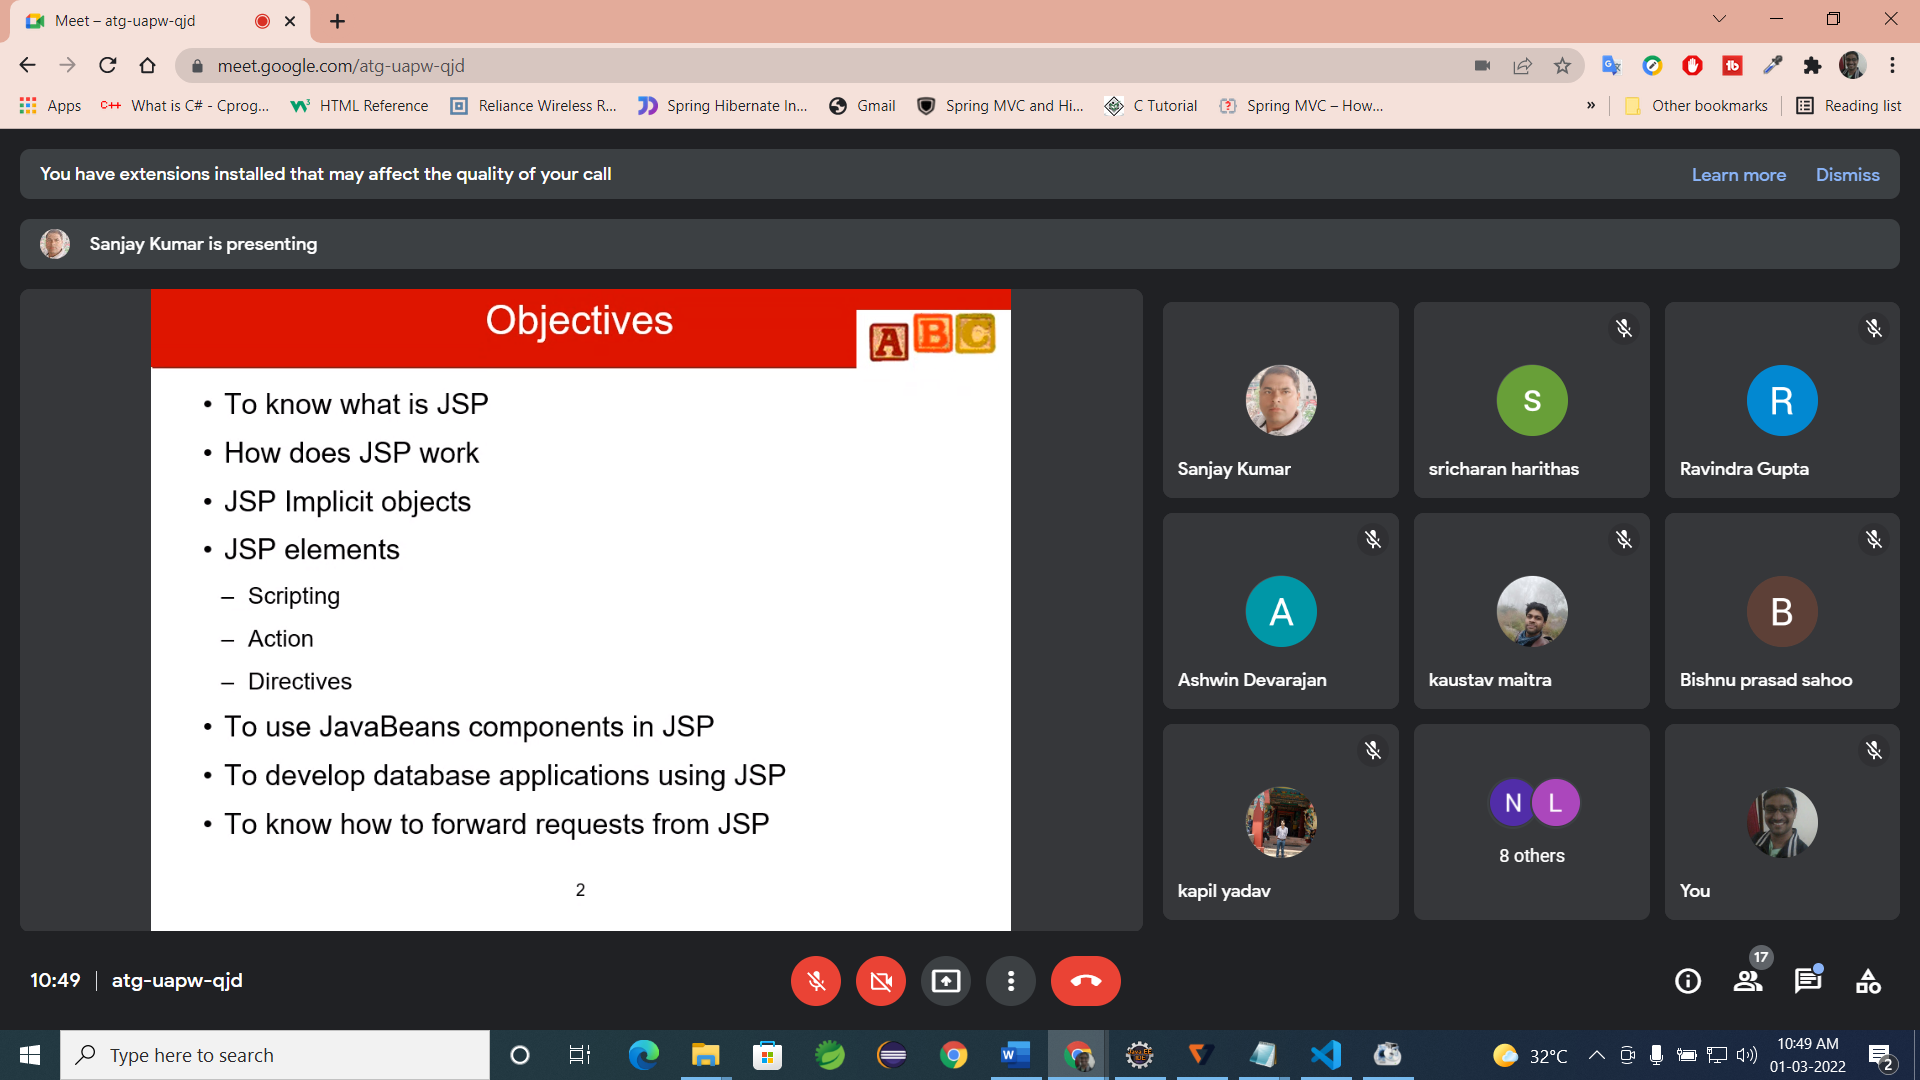 Meet – atg-uapw-qjd
meet.google.com/atg-uapw-qjd
Apps
What is C# - Cprog...
HTML Reference
Reliance Wireless R...
Spring Hibernate In...
Gmail
Spring MVC and Hi...
C Tutorial
Spring MVC – How...
»
Other bookmarks
Reading list
You have extensions installed that may affect the quality of your call
Learn more
Dismiss
Sanjay Kumar is presenting
Objectives
A B C
• To know what is JSP
• How does JSP work
• JSP Implicit objects
• JSP elements
– Scripting
– Action
– Directives
• To use JavaBeans components in JSP
• To develop database applications using JSP
• To know how to forward requests from JSP
2
Sanjay Kumar
S
sricharan harithas
R
Ravindra Gupta
A
Ashwin Devarajan
kaustav maitra
B
Bishnu prasad sahoo
kapil yadav
N L
8 others
You
10:49 | atg-uapw-qjd
17
Type here to search
32°C
10:49 AM
01-03-2022
2